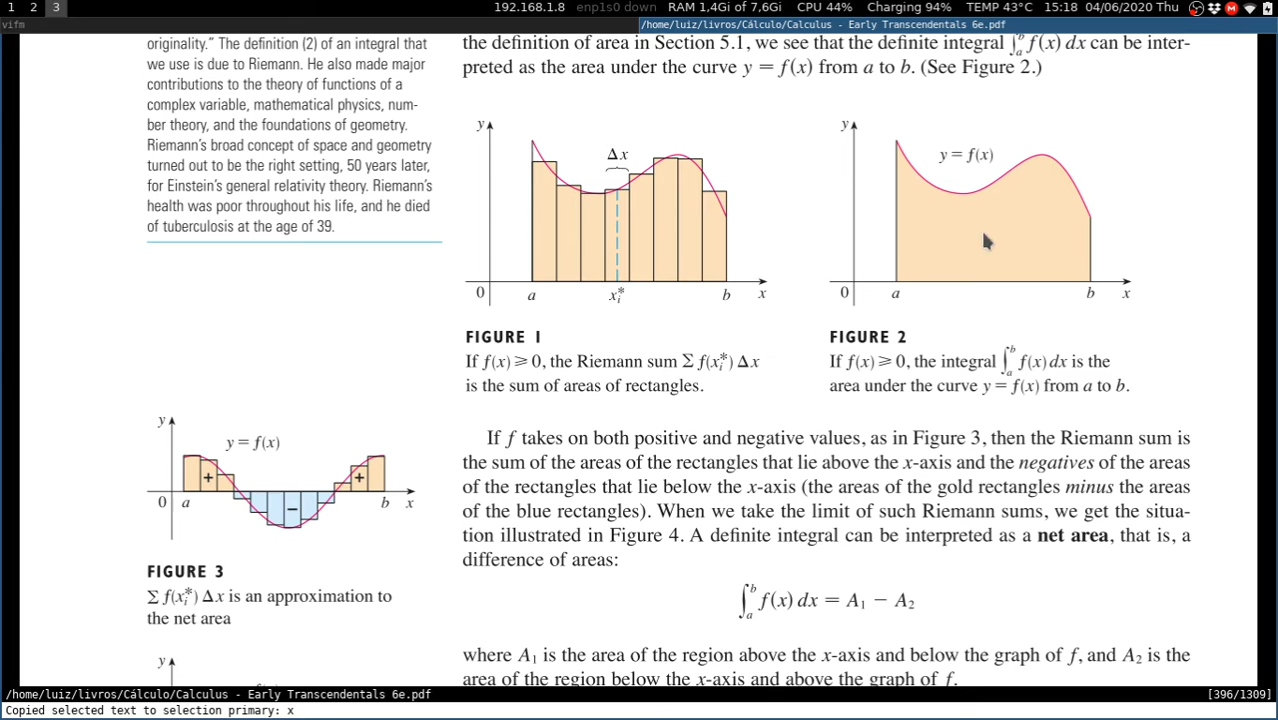 1 2 3 192.168.1.8 enp1s0 down RAM 1,4Gi of 7,6Gi CPU 44% Charging 94% TEMP 43°C 15:18 04/06/2020 Thu
vifm /home/luiz/livros/Cálculo/Calculus - Early Transcendentals 6e.pdf
originality." The definition (2) of an integral that
we use is due to Riemann. He also made major
contributions to the theory of functions of a
complex variable, mathematical physics, num-
ber theory, and the foundations of geometry.
Riemann's broad concept of space and geometry
turned out to be the right setting, 50 years later,
for Einstein's general relativity theory. Riemann's
health was poor throughout his life, and he died
of tuberculosis at the age of 39.
the definition of area in Section 5.1, we see that the definite integral ∫ₐᵇ f(x) dx can be inter-
preted as the area under the curve y = f(x) from a to b. (See Figure 2.)
y
Δx
0 a xᵢ* b x
FIGURE 1
If f(x) ⩾ 0, the Riemann sum Σ f(xᵢ*) Δx
is the sum of areas of rectangles.
y
y = f(x)
0 a b x
FIGURE 2
If f(x) ⩾ 0, the integral ∫ₐᵇ f(x) dx is the
area under the curve y = f(x) from a to b.
y
y = f(x)
+ − +
0 a b x
FIGURE 3
Σ f(xᵢ*) Δx is an approximation to
the net area
y
If f takes on both positive and negative values, as in Figure 3, then the Riemann sum is
the sum of the areas of the rectangles that lie above the x-axis and the negatives of the areas
of the rectangles that lie below the x-axis (the areas of the gold rectangles minus the areas
of the blue rectangles). When we take the limit of such Riemann sums, we get the situa-
tion illustrated in Figure 4. A definite integral can be interpreted as a net area, that is, a
difference of areas:
∫ₐᵇ f(x) dx = A₁ − A₂
where A₁ is the area of the region above the x-axis and below the graph of f, and A₂ is the
area of the region below the x-axis and above the graph of f.
/home/luiz/livros/Cálculo/Calculus - Early Transcendentals 6e.pdf [396/1309]
Copied selected text to selection primary: x